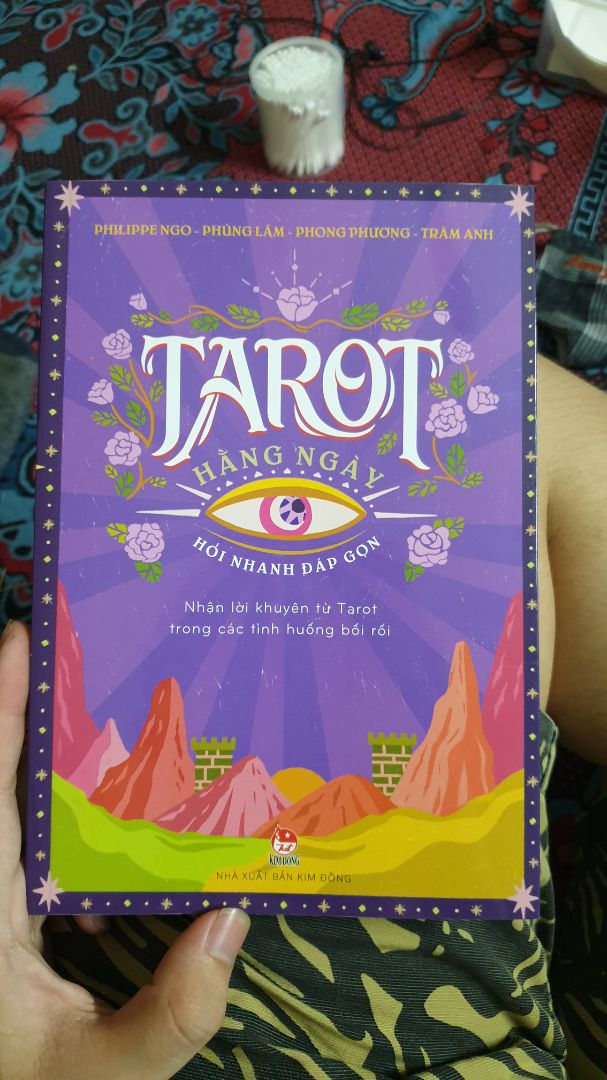 PHILIPPE NGO - PHÙNG LÂM - PHONG PHƯƠNG - TRÂM ANH
TAROT
HẰNG NGÀY
HỎI NHANH ĐÁP GỌN
Nhận lời khuyên từ Tarot
trong các tình huống bối rối
KIM ĐỒNG
NHÀ XUẤT BẢN KIM ĐỒNG